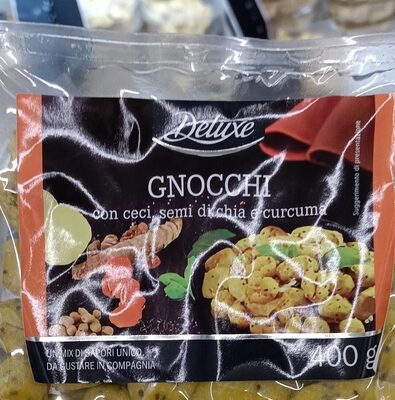 Deluxe
GNOCCHI
con ceci, semi di chia e curcuma
Suggerimento di presentazione
UN MIX DI SAPORI UNICO,
DA GUSTARE IN COMPAGNIA
400 g